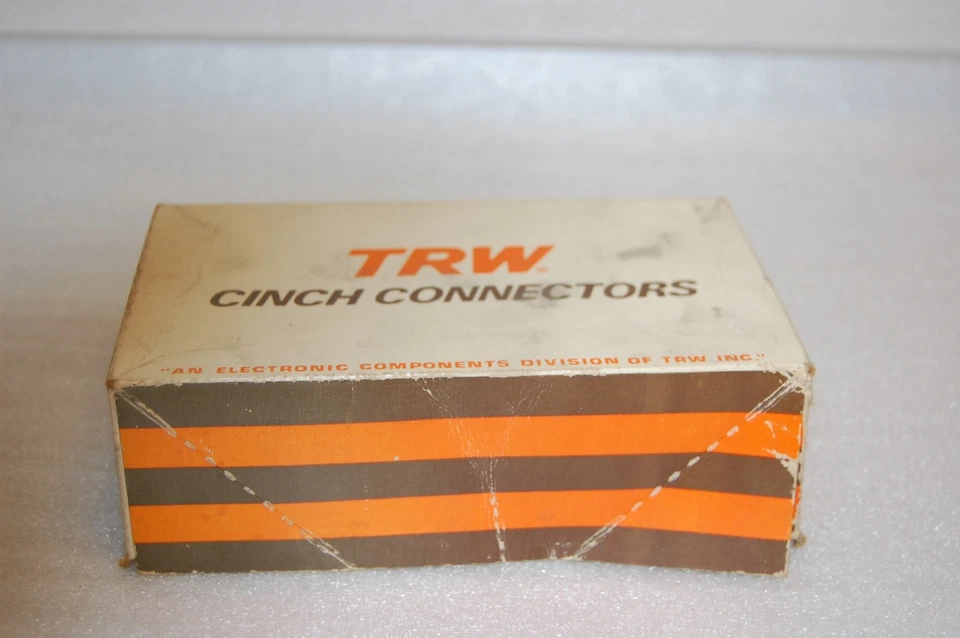 TRW
CINCH CONNECTORS
"AN ELECTRONIC COMPONENTS DIVISION OF TRW INC."